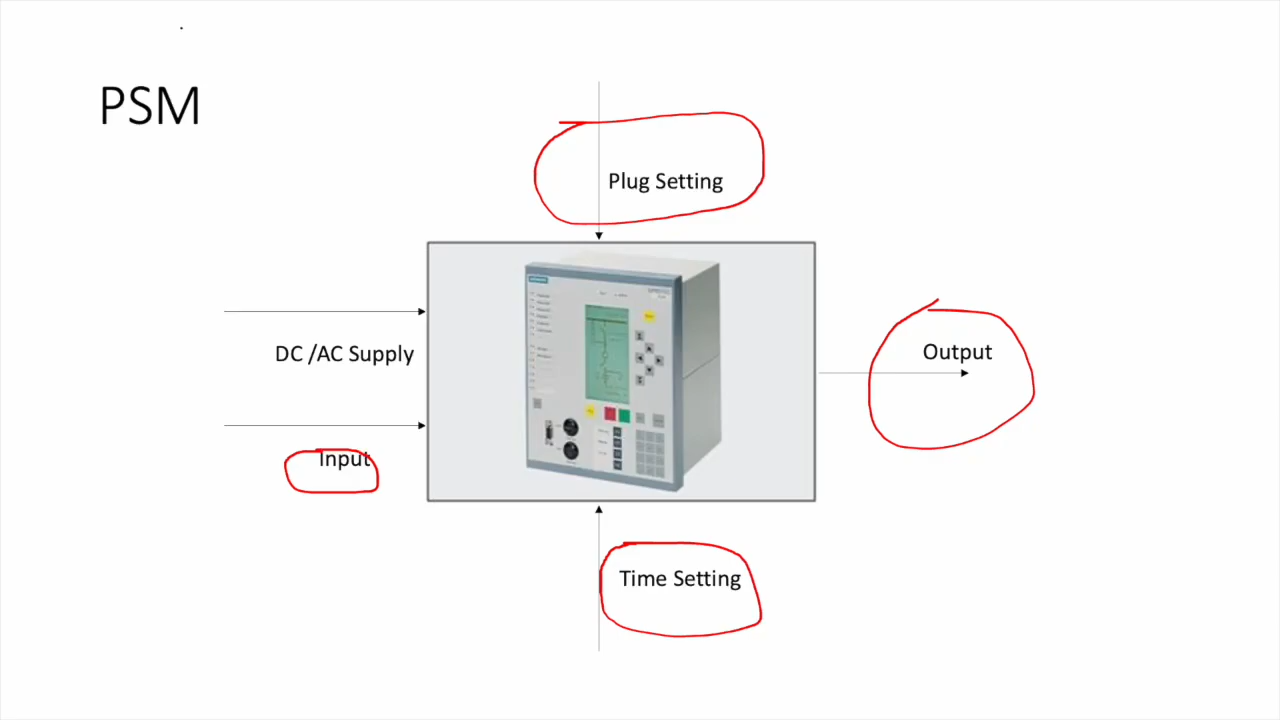 PSM
Plug Setting
DC /AC Supply
Output
Input
Time Setting